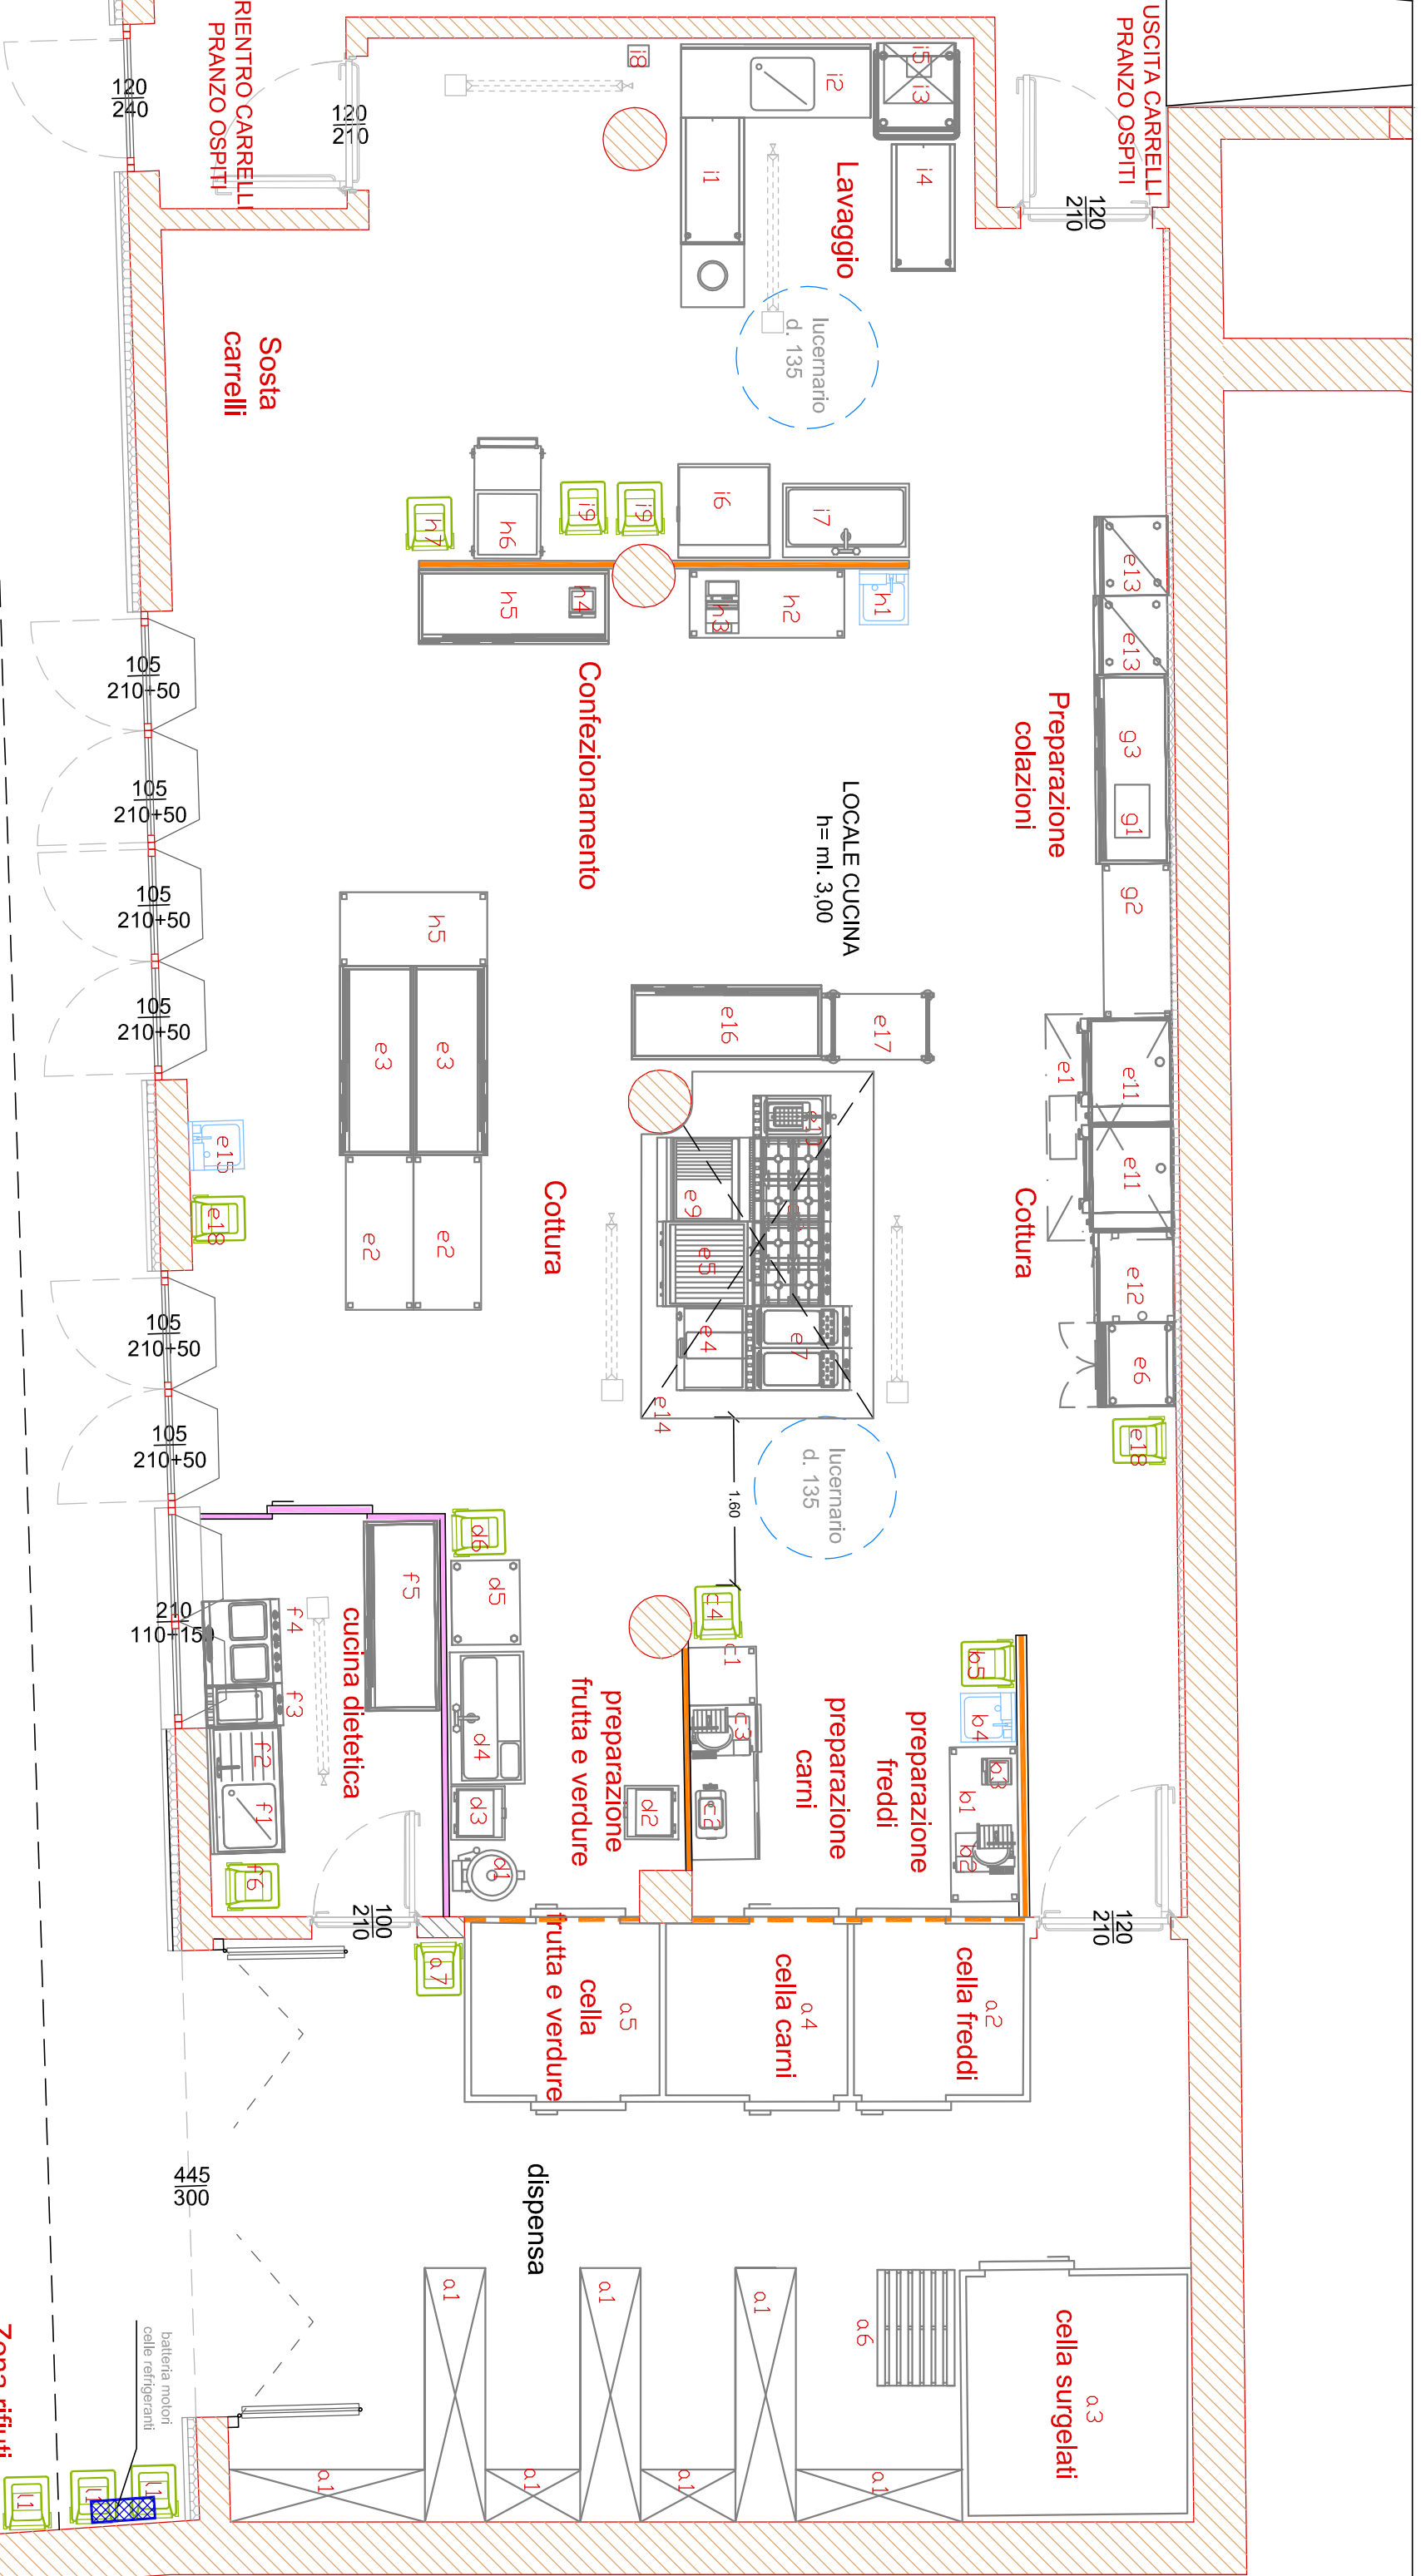 USCITA CARRELLI
PRANZO OSPITI
RIENTRO CARRELLI
PRANZO OSPITI
120
240
120
210
120
210
i8
i2
i5
i3
i1
i4
Lavaggio
lucernario
d. 135
Sosta
carrelli
h7
h6
i9
i9
i6
i7
h5
h4
h3
h2
h1
e13
e13
g3
g1
g2
Preparazione
colazioni
Confezionamento
LOCALE CUCINA
h= ml. 3,00
105
210+50
105
210+50
105
210+50
105
210+50
h5
e3
e3
e2
e2
e16
e17
e1
e11
e11
e12
e6
e18
e15
e18
Cottura
Cottura
e9
e5
e4
e7
e14
1.60
lucernario
d. 135
105
210+50
105
210+50
210
110+150
f5
f4
f3
f2
f1
f6
cucina dietetica
d6
d5
d4
d3
d2
d1
preparazione
frutta e verdure
c1
c3
c2
preparazione
carni
preparazione
freddi
b5
b4
b3
b1
b2
100
210
120
210
a7
cella
frutta e verdure
a5
cella carni
a4
cella freddi
a2
445
300
dispensa
a1
a1
a1
a6
cella surgelati
a3
a1
a1
a1
a1
batteria motori
celle refrigeranti
Zona rifiuti
l1
l1
l1